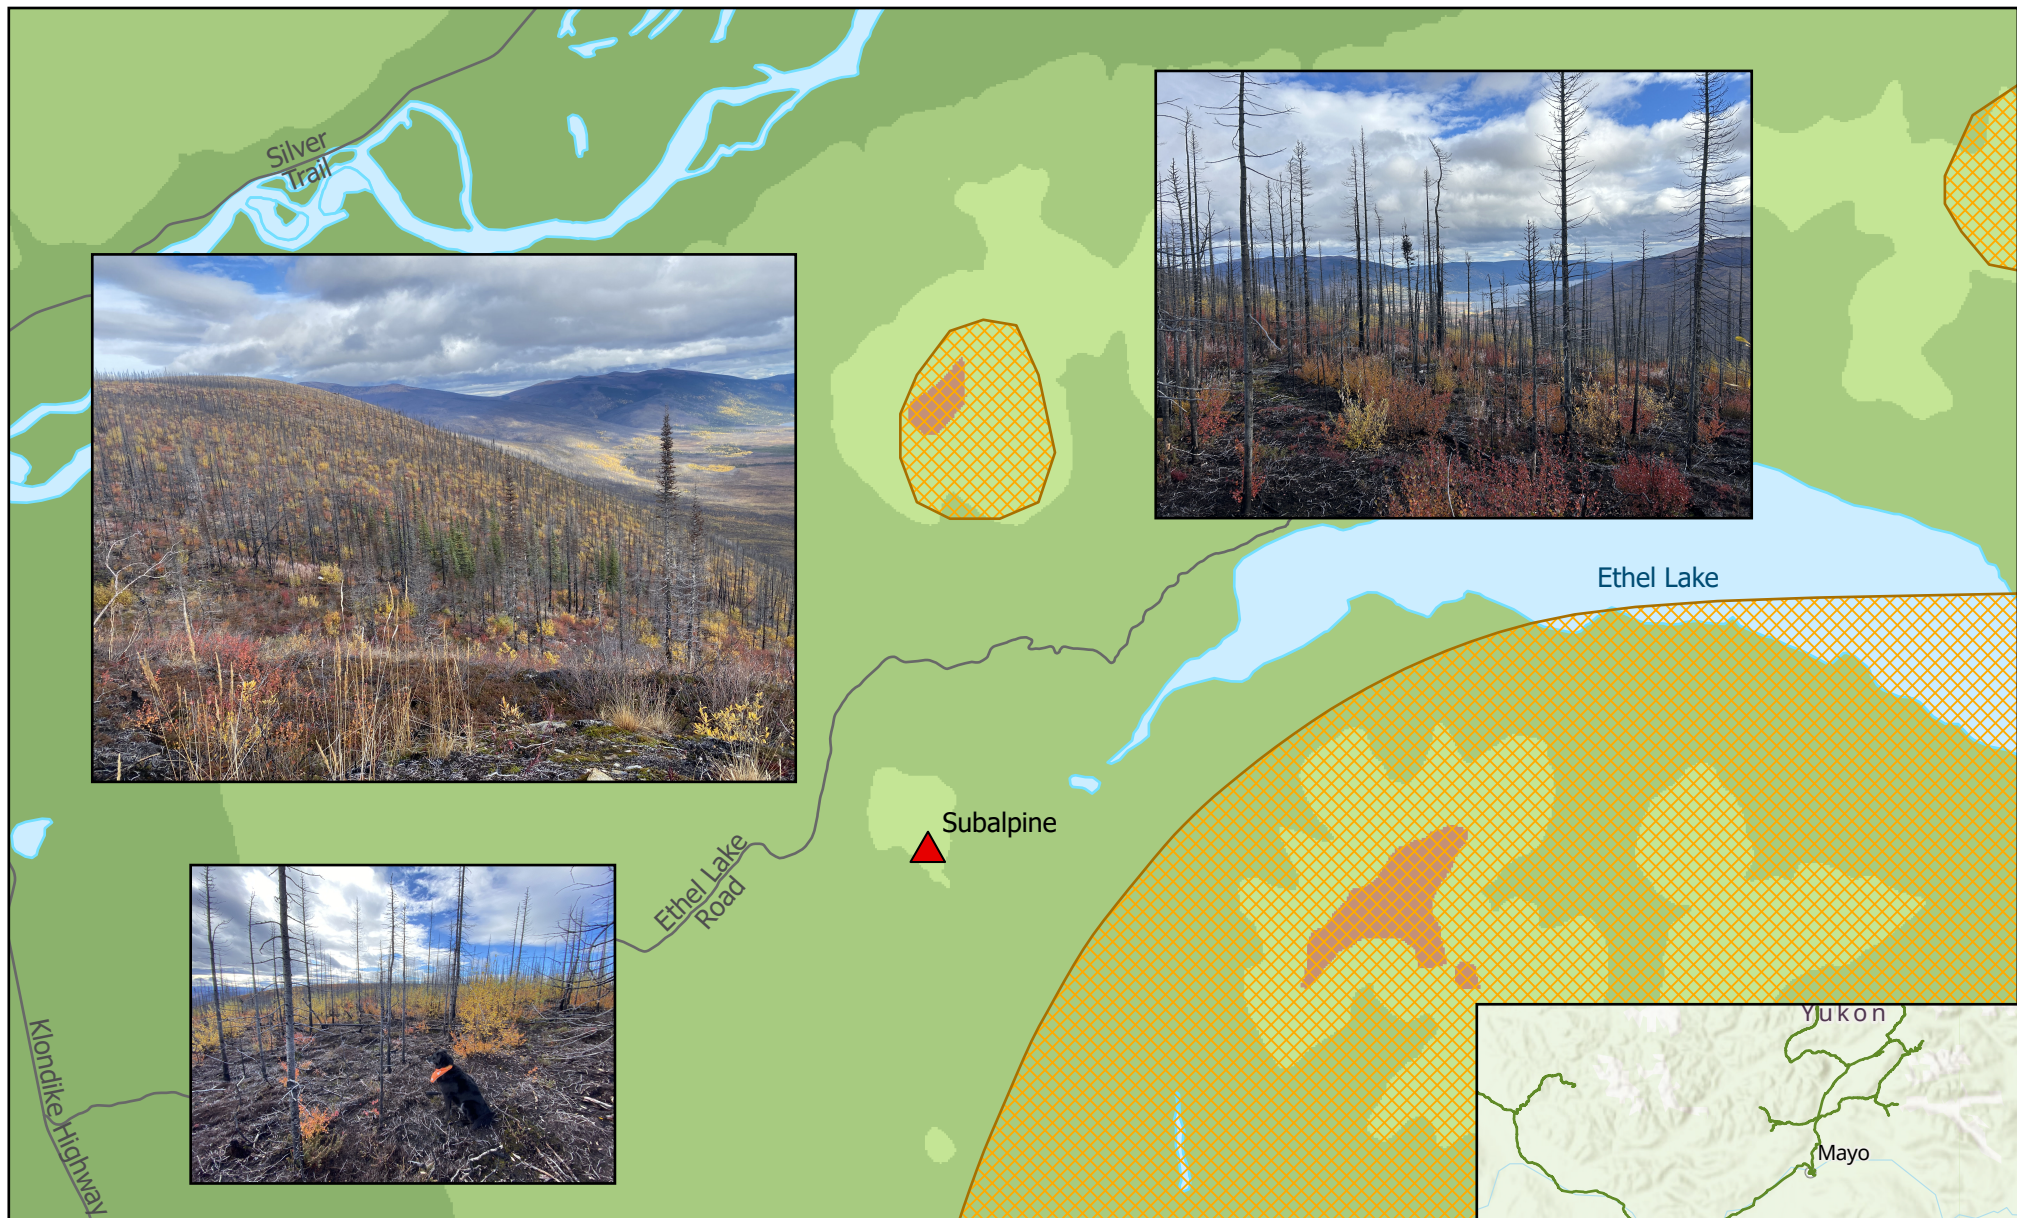 Silver
Trail
Ethel Lake
Subalpine
Ethel Lake
Road
Klondike Highway
Yukon
Mayo